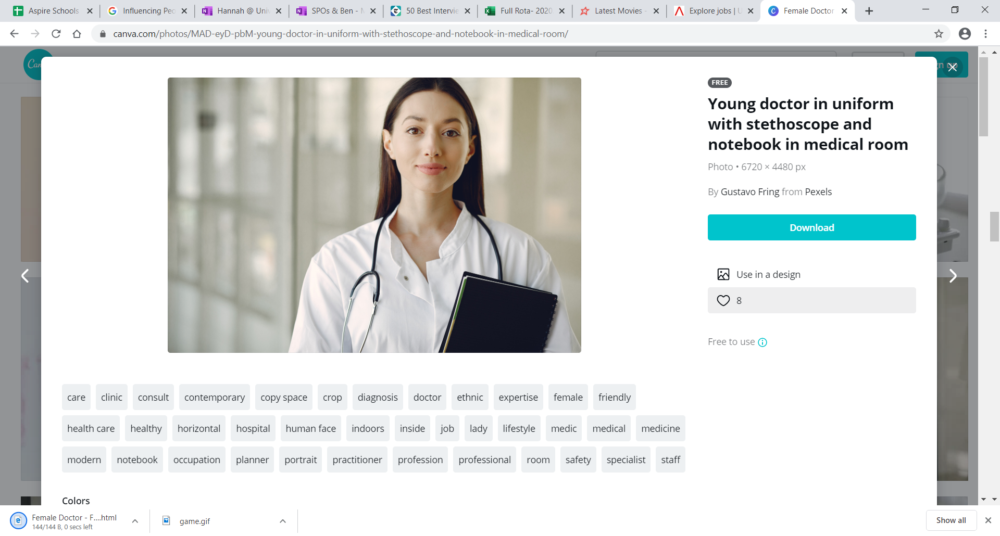 Aspire Schools
Influencing Peo
Hannah @ Univ
SPOs & Ben - M
50 Best Intervie
Full Rota- 2020
Latest Movies -
Explore jobs | U
Female Doctor
canva.com/photos/MAD-eyD-pbM-young-doctor-in-uniform-with-stethoscope-and-notebook-in-medical-room/
FREE
Young doctor in uniform
with stethoscope and
notebook in medical room
Photo • 6720 × 4480 px
By Gustavo Fring from Pexels
Download
Use in a design
8
Free to use
care clinic consult contemporary copy space crop diagnosis doctor ethnic expertise female friendly
health care healthy horizontal hospital human face indoors inside job lady lifestyle medic medical medicine
modern notebook occupation planner portrait practitioner profession professional room safety specialist staff
Colors
Female Doctor - F....html
144/144 B, 0 secs left
game.gif
Show all